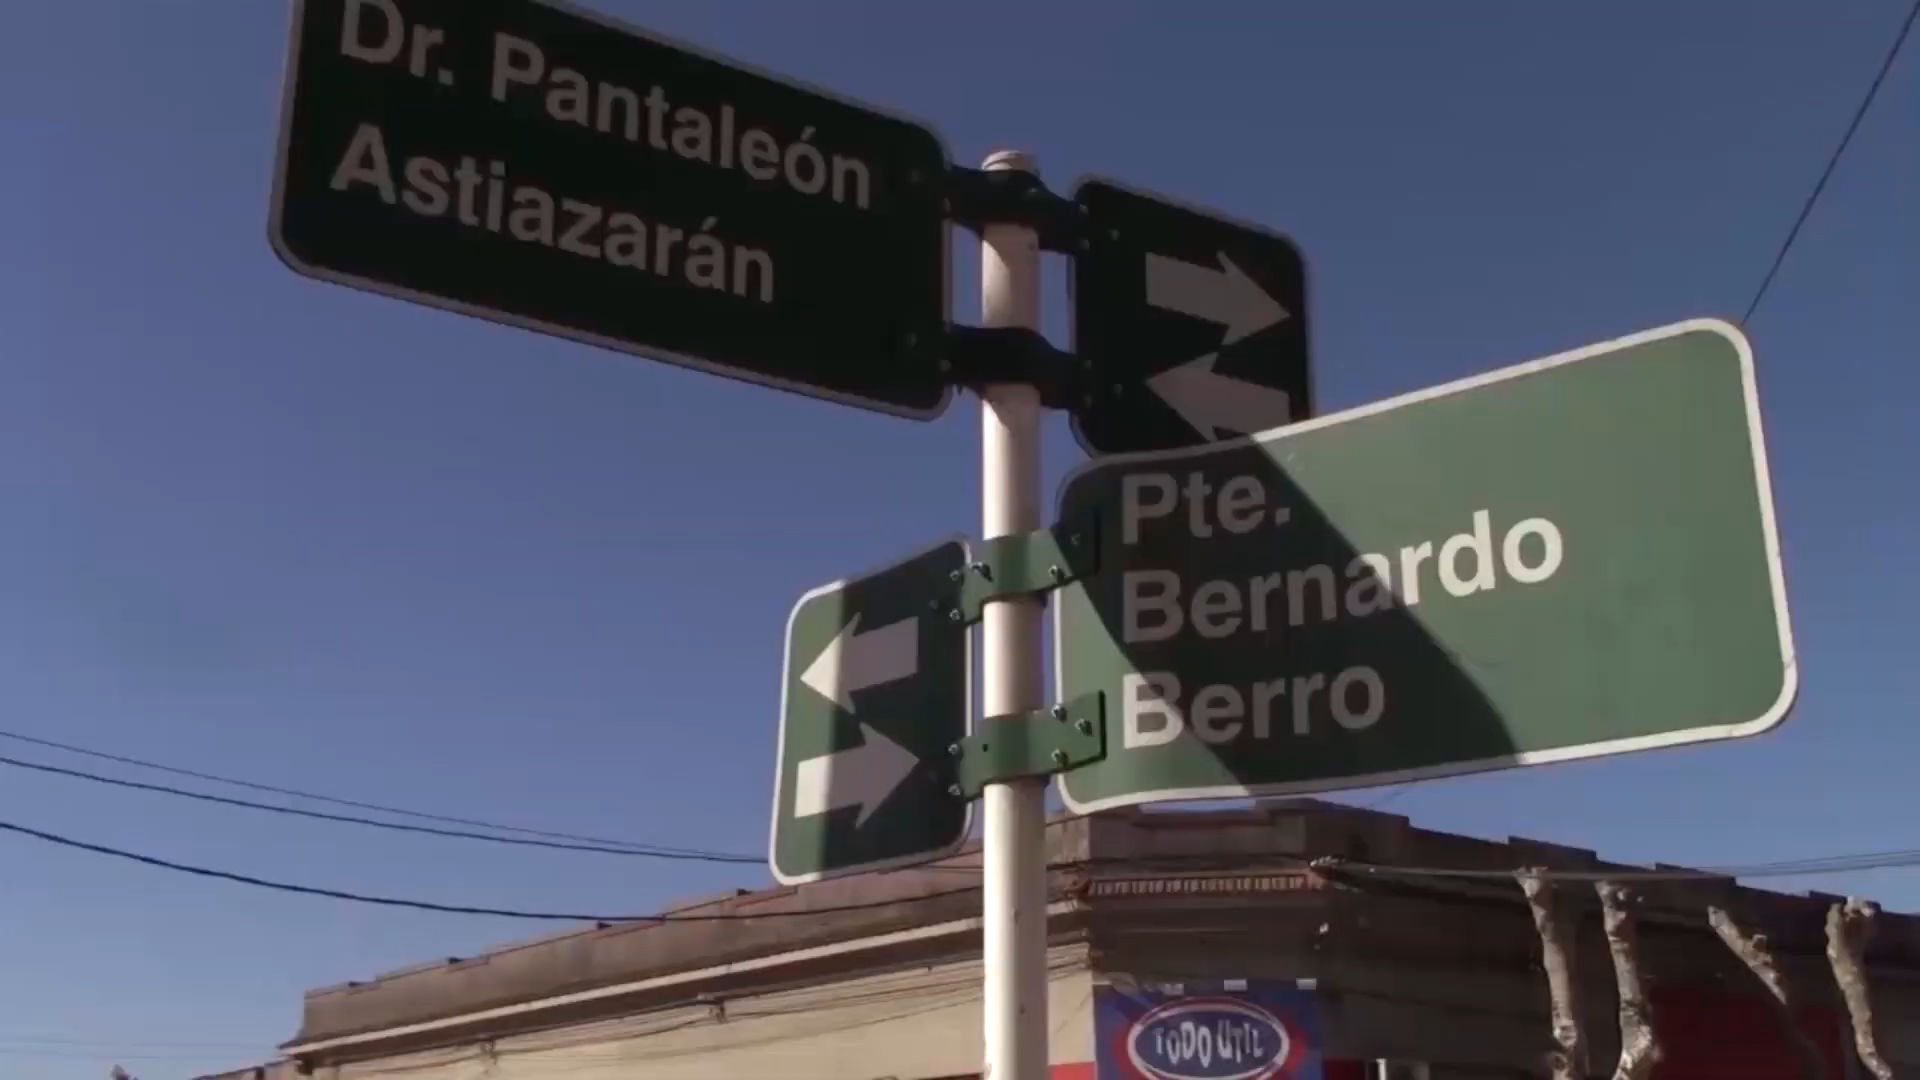 Dr. Pantaleón
Astiazarán
Pte.
Bernardo
Berro
TODO UTIL